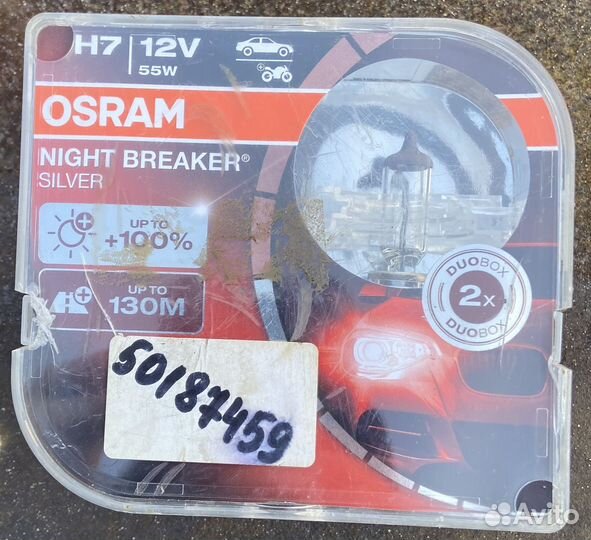 H7 12V
55W
OSRAM
NIGHT BREAKER®
SILVER
UP TO
+100%
UP TO
130M
DUOBOX
2x
DUOBOX
50187459
Avito